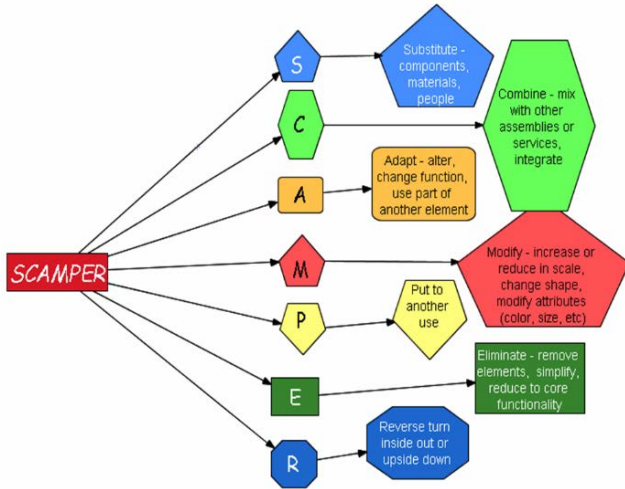 S
Substitute -
components,
materials,
people
C
Combine - mix
with other
assemblies or
services,
integrate
A
Adapt - alter,
change function,
use part of
another element
SCAMPER
M
Modify - increase or
reduce in scale,
change shape,
modify attributes
(color, size, etc)
P
Put to
another
use
E
Eliminate - remove
elements, simplify,
reduce to core
functionality
R
Reverse turn
inside out or
upside down